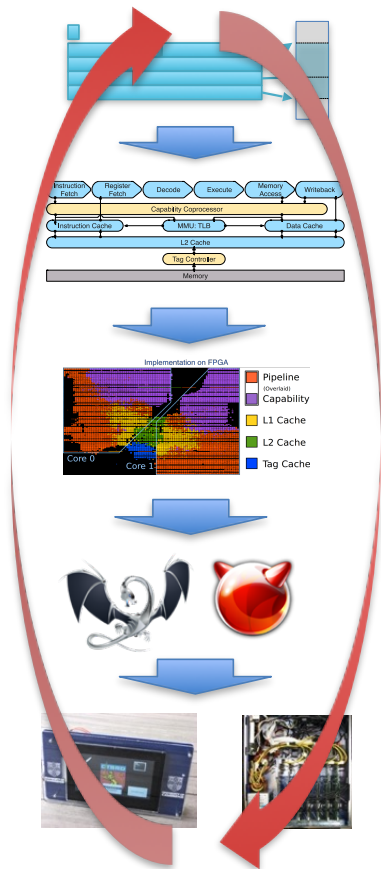 Instruction Fetch
Register Fetch
Decode
Execute
Memory Access
Writeback
Capability Coprocessor
Instruction Cache
MMU: TLB
Data Cache
L2 Cache
Tag Controller
Memory
Implementation on FPGA
Pipeline
(Overlaid)
Capability
L1 Cache
L2 Cache
Tag Cache
Core 0
Core 1